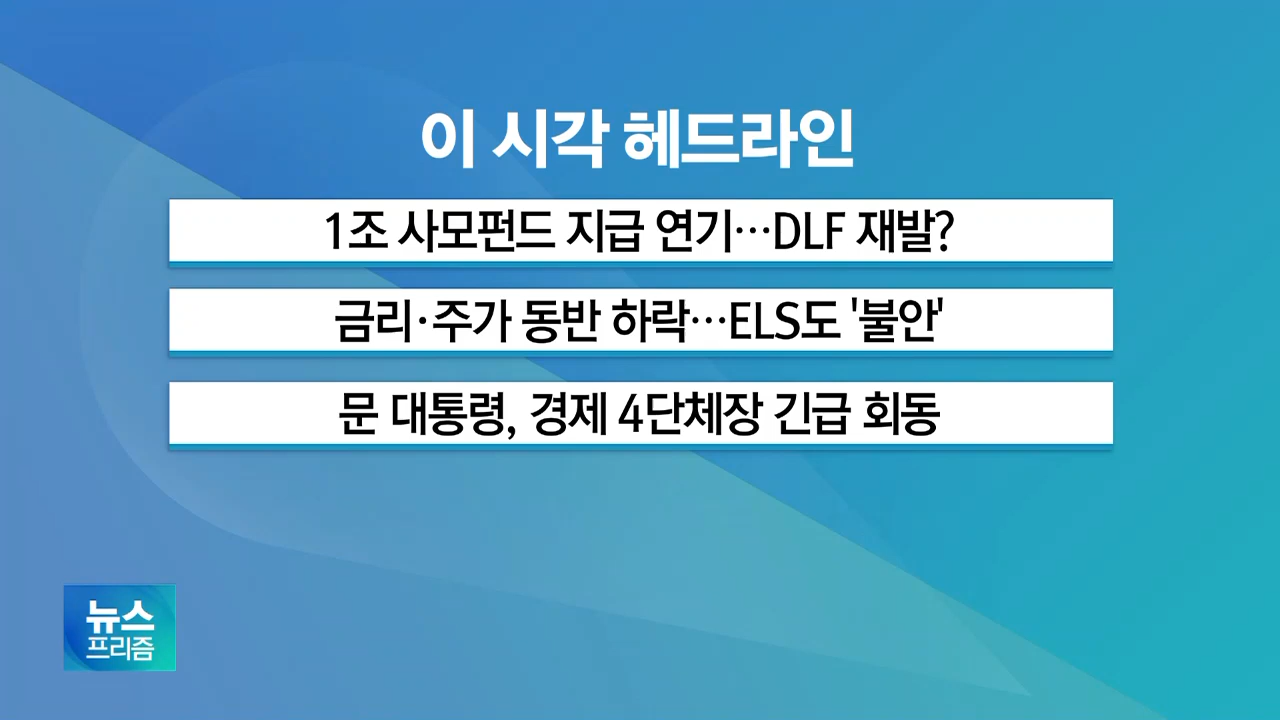 이 시각 헤드라인
1조 사모펀드 지급 연기…DLF 재발?
금리·주가 동반 하락…ELS도 '불안'
문 대통령, 경제 4단체장 긴급 회동
뉴스
프리즘